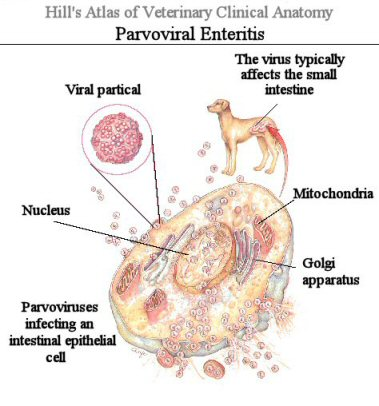 Hill's Atlas of Veterinary Clinical Anatomy
Parvoviral Enteritis
The virus typically
affects the small
intestine
Viral partical
Mitochondria
Nucleus
Golgi
apparatus
Parvoviruses
infecting an
intestinal epithelial
cell